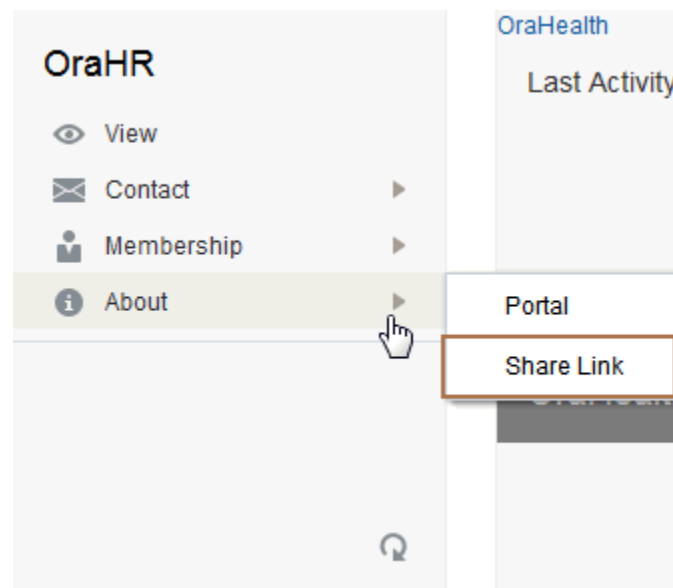 OraHR
View
Contact
Membership
About
OraHealth
Last Activity
Portal
Share Link